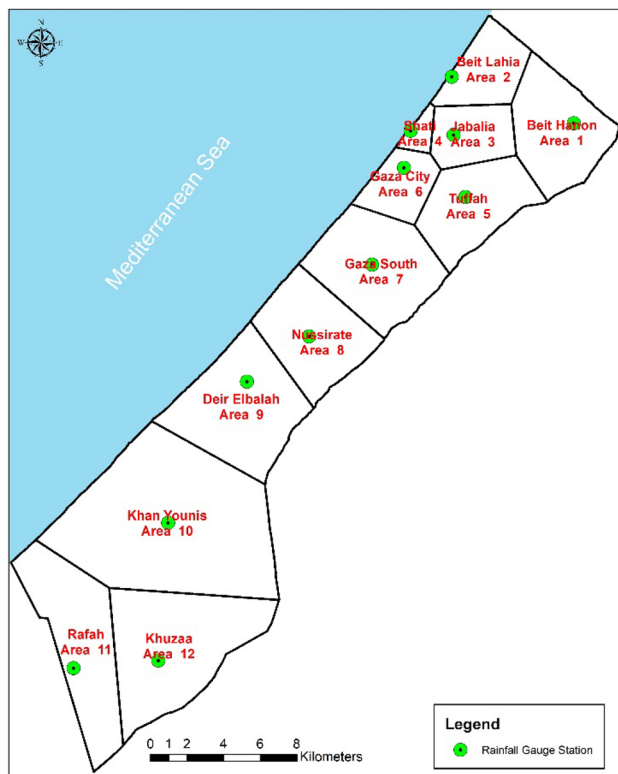 N
W E
S
Mediterranean Sea
Beit Lahia
Area 2
Shati
Area 4
Jabalia
Area 3
Beit Hanon
Area 1
Gaza City
Area 6
Tuffah
Area 5
Gaza South
Area 7
Nussirate
Area 8
Deir Elbalah
Area 9
Khan Younis
Area 10
Rafah
Area 11
Khuzaa
Area 12
0 1 2 4 6 8
Kilometers
Legend
Rainfall Gauge Station